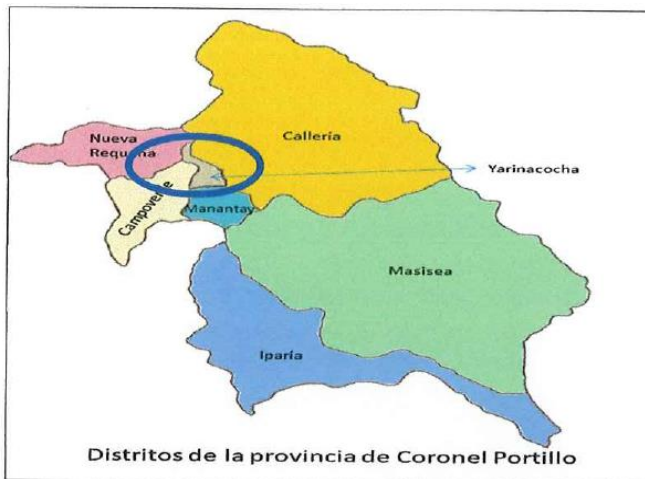 Nueva
Requena
Callería
Yarinacocha
Campoverde
Manantay
Masisea
Iparía
Distritos de la provincia de Coronel Portillo